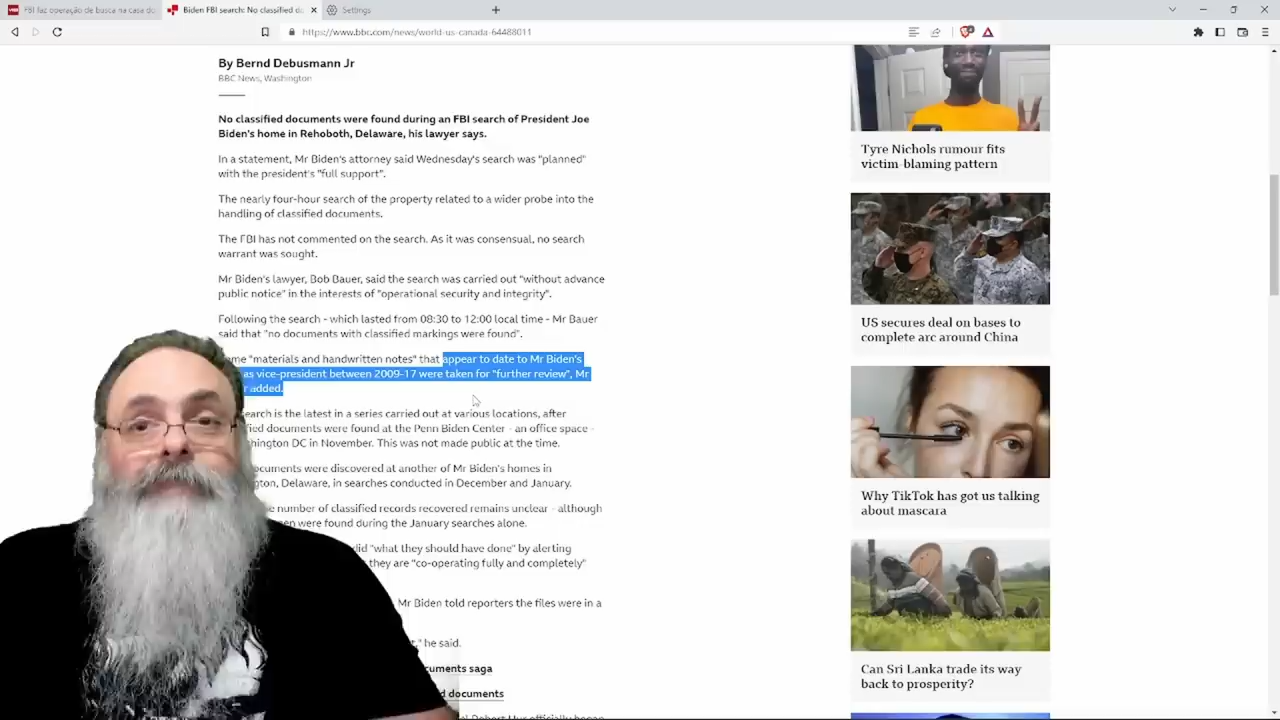 FBI faz operação de busca na casa do
Biden FBI search: No classified do
Settings
https://www.bbc.com/news/world-us-canada-64488011
By Bernd Debusmann Jr
BBC News, Washington
No classified documents were found during an FBI search of President Joe
Biden's home in Rehoboth, Delaware, his lawyer says.
In a statement, Mr Biden's attorney said Wednesday's search was "planned"
with the president's "full support".
The nearly four-hour search of the property related to a wider probe into the
handling of classified documents.
The FBI has not commented on the search. As it was consensual, no search
warrant was sought.
Mr Biden's lawyer, Bob Bauer, said the search was carried out "without advance
public notice" in the interests of "operational security and integrity".
Following the search - which lasted from 08:30 to 12:00 local time - Mr Bauer
said that "no documents with classified markings were found".
"materials and handwritten notes" that appear to date to Mr Biden's
as vice-president between 2009-17 were taken for "further review", Mr
added.
search is the latest in a series carried out at various locations, after
documents were found at the Penn Biden Center - an office space -
DC in November. This was not made public at the time.
were discovered at another of Mr Biden's homes in
Delaware, in searches conducted in December and January.
number of classified records recovered remains unclear - although
were found during the January searches alone.
did "what they should have done" by alerting
they are "co-operating fully and completely"
Mr Biden told reporters the files were in a
he said.
saga
documents
officially began
Tyre Nichols rumour fits
victim-blaming pattern
US secures deal on bases to
complete arc around China
Why TikTok has got us talking
about mascara
Can Sri Lanka trade its way
back to prosperity?